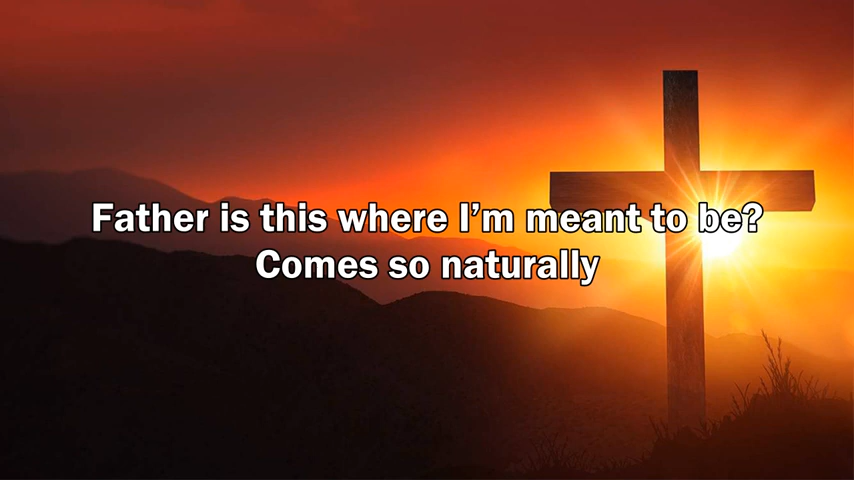 Father is this where I’m meant to be?
Comes so naturally